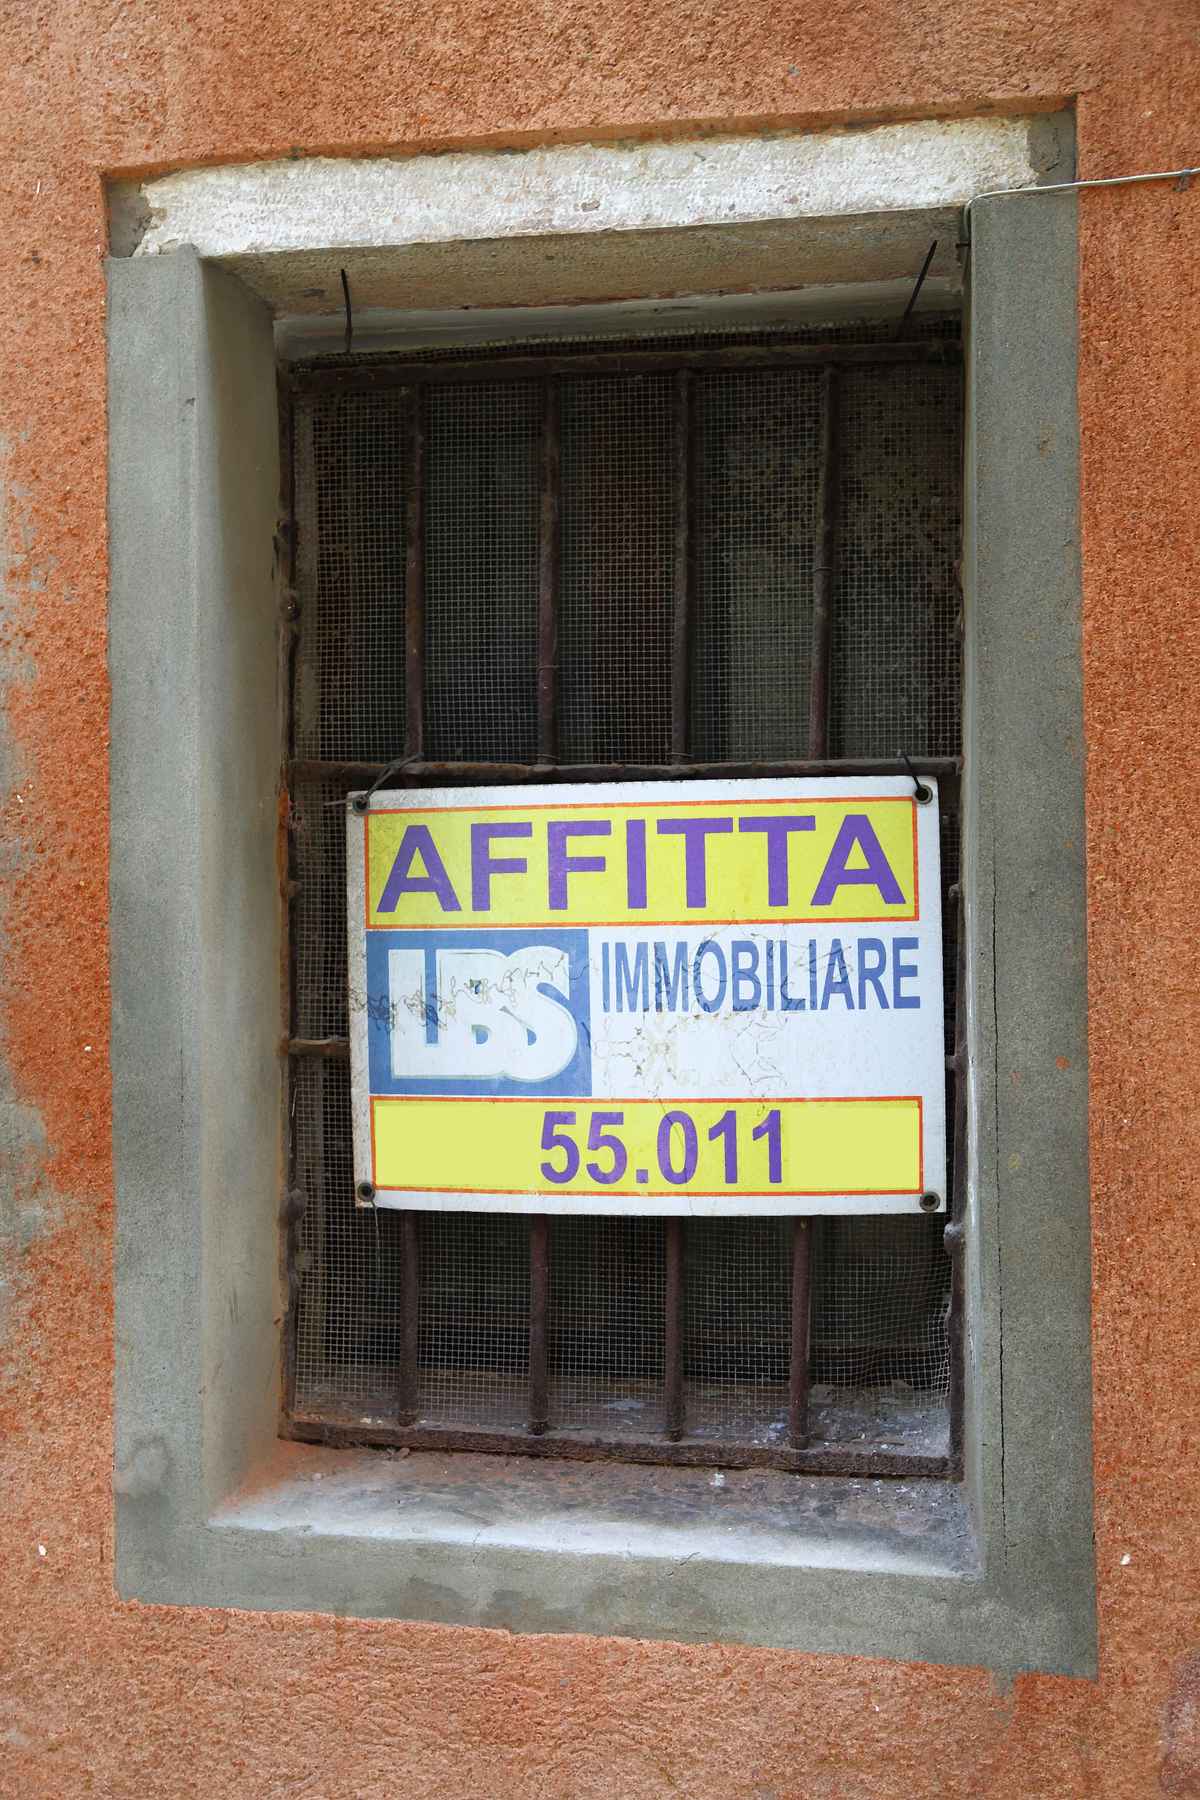 AFFITTA
LBS IMMOBILIARE
55.011